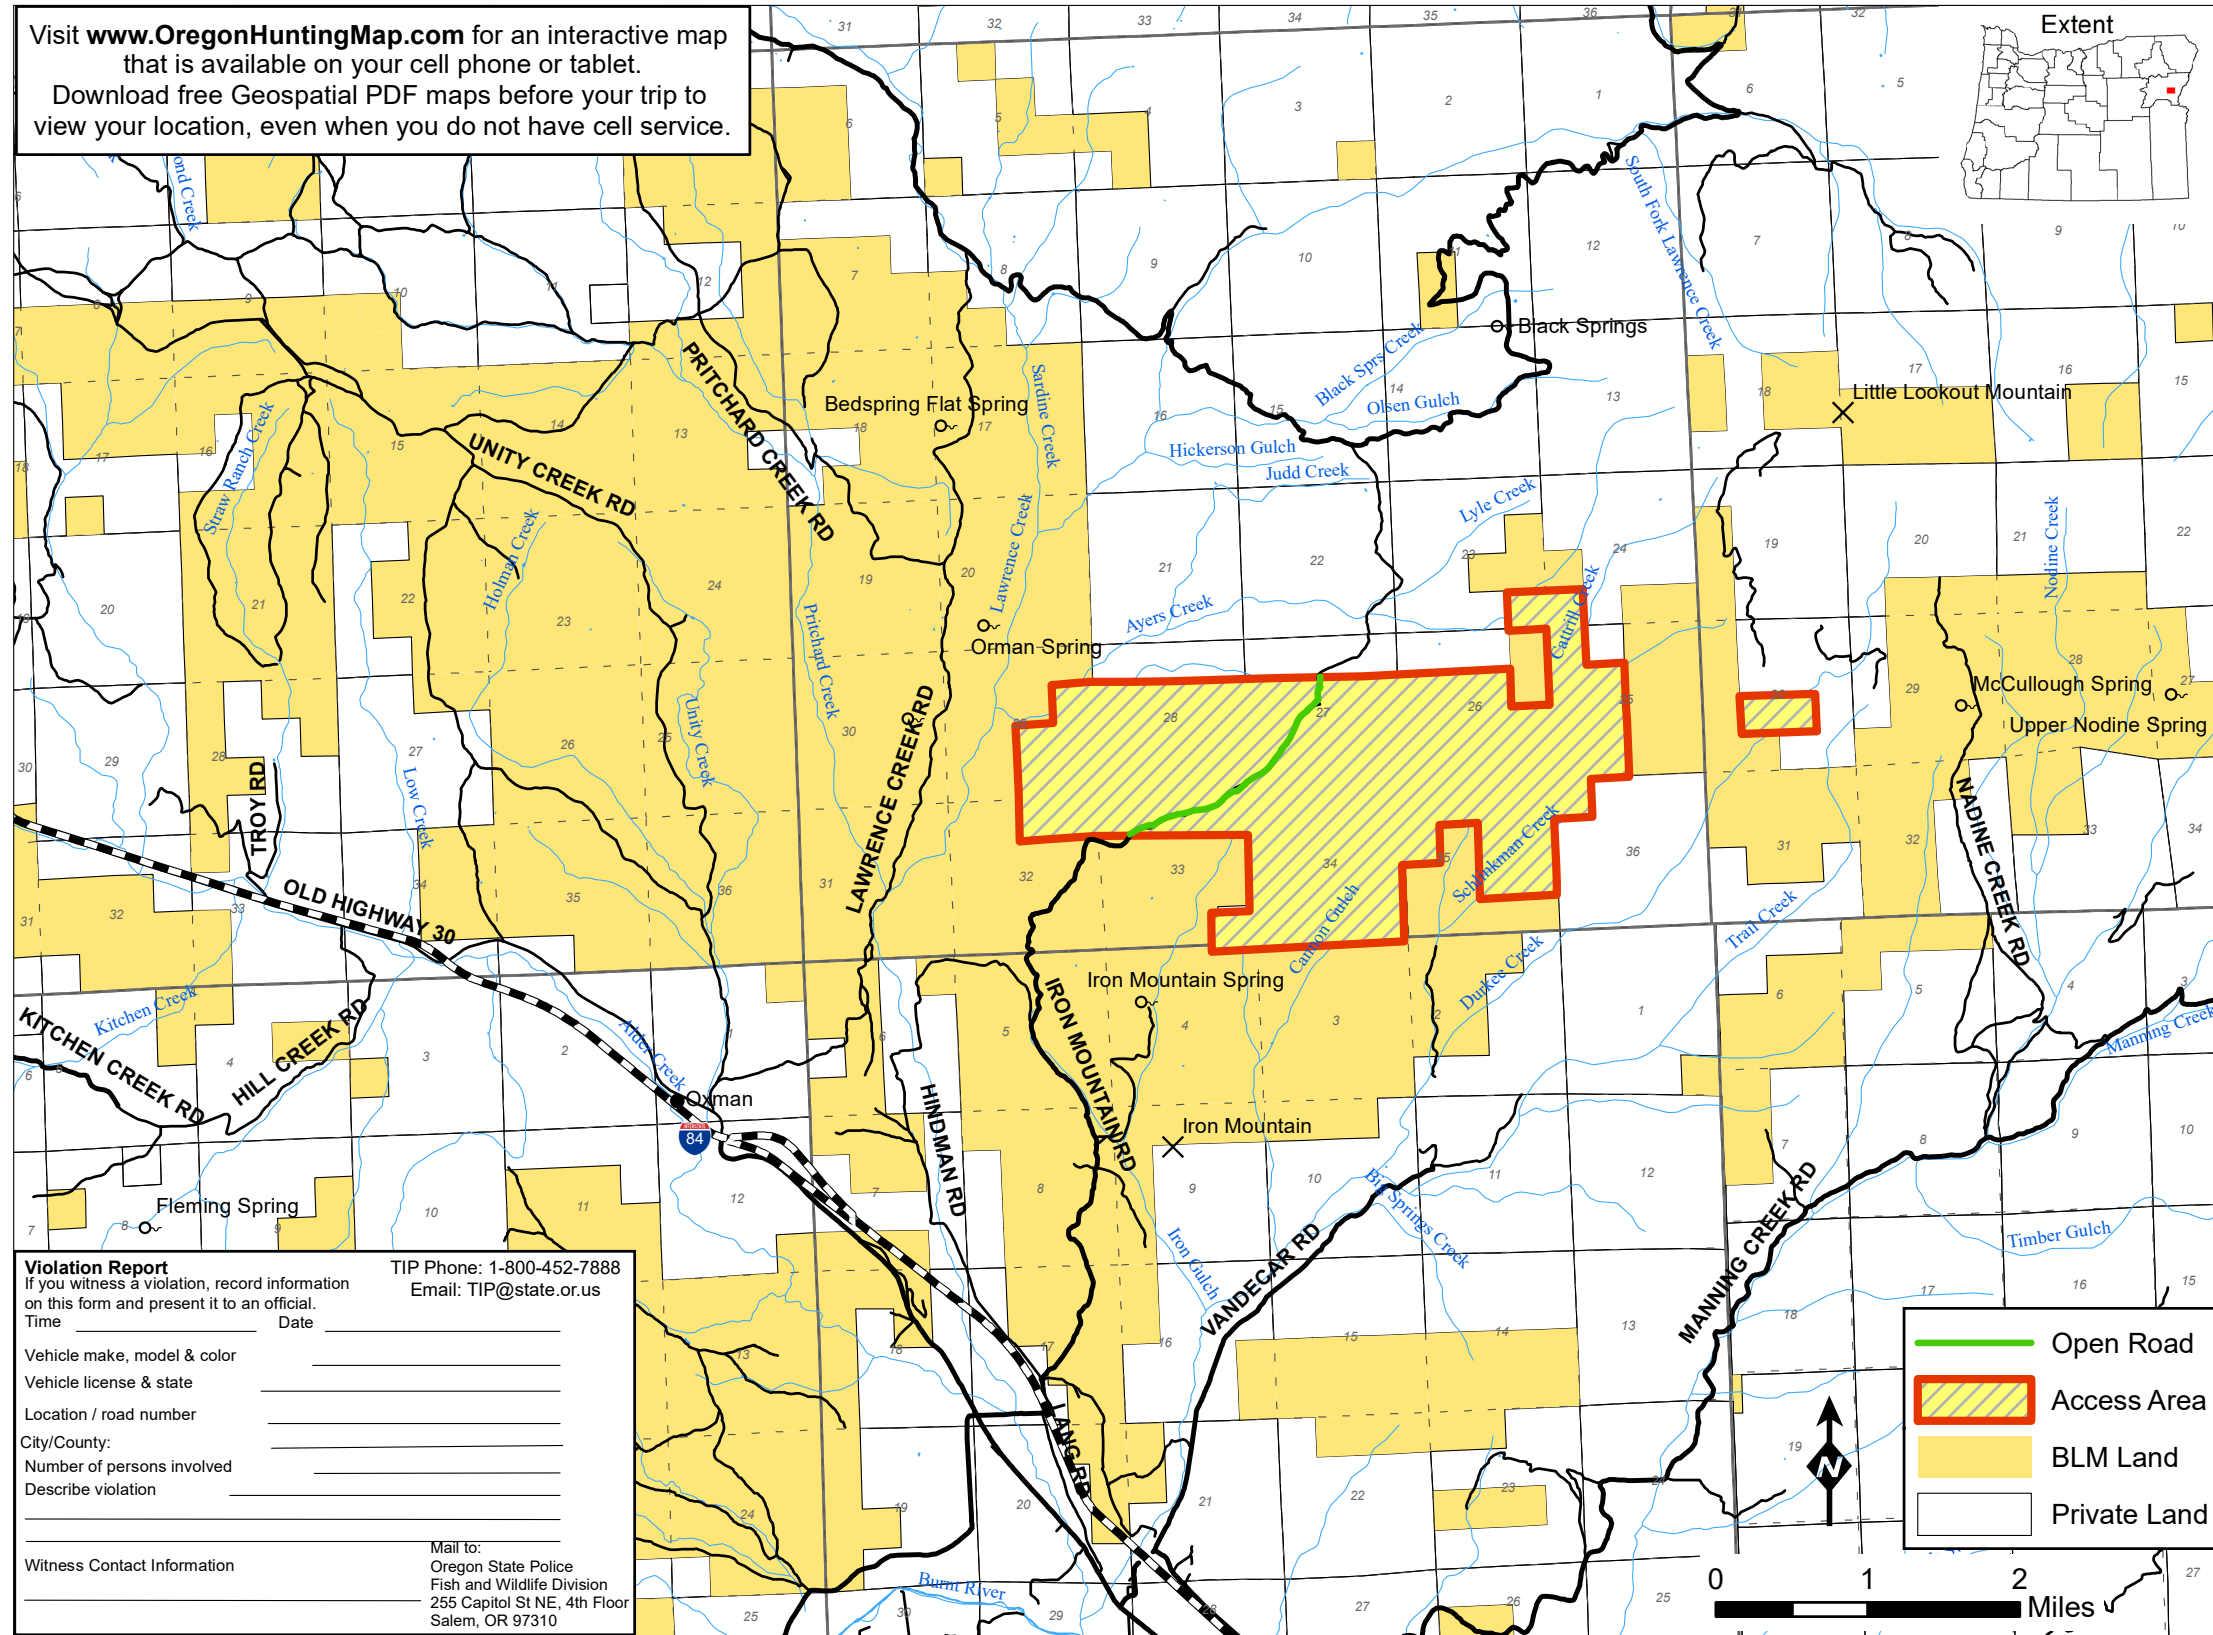 Visit www.OregonHuntingMap.com for an interactive map
that is available on your cell phone or tablet.
Download free Geospatial PDF maps before your trip to
view your location, even when you do not have cell service.
Extent
South Fork Lawrence Creek
Black Springs
Black Sprs Creek
Olsen Gulch
Little Lookout Mountain
PRITCHARD CREEK RD
Bedspring Flat Spring
Sardine Creek
Hickerson Gulch
Judd Creek
UNITY CREEK RD
Straw Ranch Creek
Holman Creek
Lyle Creek
Nodine Creek
Lawrence Creek
Ayers Creek
Cattrill Creek
Pritchard Creek
Orman Spring
McCullough Spring
Upper Nodine Spring
Unity Creek
LAWRENCE CREEK RD
TROY RD
Low Creek
NADINE CREEK RD
Schlinkman Creek
Cannon Gulch
Trail Creek
OLD HIGHWAY 30
Durkee Creek
Iron Mountain Spring
IRON MOUNTAIN RD
Kitchen Creek
KITCHEN CREEK RD
HILL CREEK RD
Alder Creek
Manning Creek
Oxman
84
HINDMAN RD
Iron Mountain
Big Springs Creek
MANNING CREEK RD
Fleming Spring
Iron Gulch
VANDECAR RD
Timber Gulch
LANG RD
Burnt River
Violation Report
If you witness a violation, record information
on this form and present it to an official.
TIP Phone: 1-800-452-7888
Email: TIP@state.or.us
Time Date
Vehicle make, model & color
Vehicle license & state
Location / road number
City/County:
Number of persons involved
Describe violation
Witness Contact Information
Mail to:
Oregon State Police
Fish and Wildlife Division
255 Capitol St NE, 4th Floor
Salem, OR 97310
Open Road
Access Area
BLM Land
Private Land
N
0 1 2
Miles